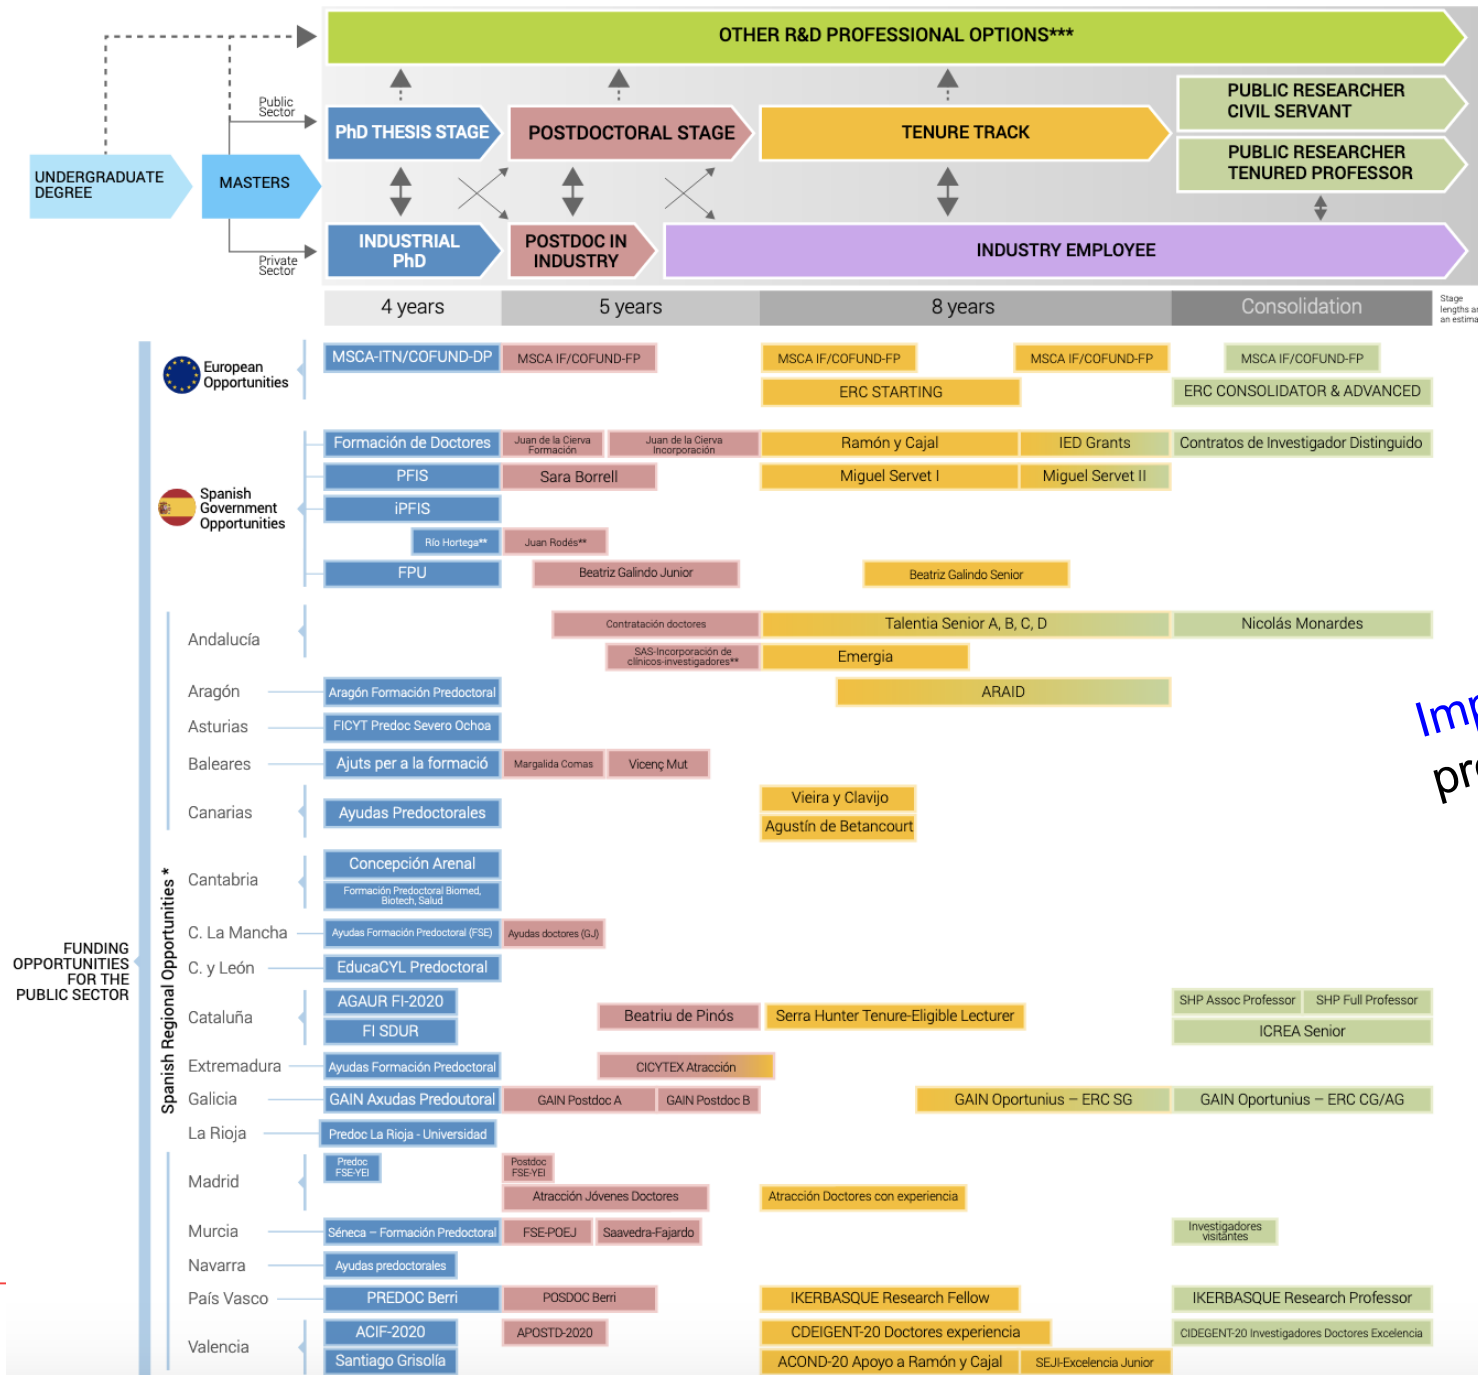 OTHER R&D PROFESSIONAL OPTIONS***
Public
Sector
PhD THESIS STAGE
POSTDOCTORAL STAGE
TENURE TRACK
PUBLIC RESEARCHER
CIVIL SERVANT
PUBLIC RESEARCHER
TENURED PROFESSOR
UNDERGRADUATE
DEGREE
MASTERS
Private
Sector
INDUSTRIAL
PhD
POSTDOC IN
INDUSTRY
INDUSTRY EMPLOYEE
4 years
5 years
8 years
Consolidation
Stage
lengths
FUNDING
OPPORTUNITIES
FOR THE
PUBLIC SECTOR
European
Opportunities
MSCA-ITN/COFUND-DP
MSCA IF/COFUND-FP
MSCA IF/COFUND-FP
MSCA IF/COFUND-FP
MSCA IF/COFUND-FP
ERC STARTING
ERC CONSOLIDATOR & ADVANCED
Spanish
Government
Opportunities
Formación de Doctores
Juan de la Cierva
Formación
Juan de la Cierva
Incorporación
Ramón y Cajal
IED Grants
Contratos de Investigador Distinguido
PFIS
Sara Borrell
Miguel Servet I
Miguel Servet II
iPFIS
Río Hortega**
Juan Rodés**
FPU
Beatriz Galindo Junior
Beatriz Galindo Senior
Spanish Regional Opportunities *
Andalucía
Contratación doctores
Talentia Senior A, B, C, D
Nicolás Monardes
SAS-Incorporación de
clínicos-investigadores**
Emergia
Aragón
Aragón Formación Predoctoral
ARAID
Asturias
FICYT Predoc Severo Ochoa
Baleares
Ajuts per a la formació
Margalida Comas
Vicenç Mut
Canarias
Ayudas Predoctorales
Vieira y Clavijo
Agustín de Betancourt
Cantabria
Concepción Arenal
Formación Predoctoral Biomed,
Biotech, Salud
C. La Mancha
Ayudas Formación Predoctoral (FSE)
Ayudas doctores (GJ)
C. y León
EducaCYL Predoctoral
Cataluña
AGAUR FI-2020
FI SDUR
Beatriu de Pinós
Serra Hunter Tenure-Eligible Lecturer
SHP Assoc Professor
SHP Full Professor
ICREA Senior
Extremadura
Ayudas Formación Predoctoral
CICYTEX Atracción
Galicia
GAIN Axudas Predoutoral
GAIN Postdoc A
GAIN Postdoc B
GAIN Oportunius – ERC SG
GAIN Oportunius – ERC CG/AG
La Rioja
Predoc La Rioja - Universidad
Madrid
Predoc
FSE-YEI
Postdoc
FSE-YEI
Atracción Jóvenes Doctores
Atracción Doctores con experiencia
Murcia
Séneca – Formación Predoctoral
FSE-POEJ
Saavedra-Fajardo
Investigadores
visitantes
Navarra
Ayudas predoctorales
País Vasco
PREDOC Berri
POSDOC Berri
IKERBASQUE Research Fellow
IKERBASQUE Research Professor
Valencia
ACIF-2020
Santiago Grisolía
APOSTD-2020
CDEIGENT-20 Doctores experiencia
CIDEGENT-20 Investigadores Doctores Excelencia
ACOND-20 Apoyo a Ramón y Cajal
SEJI-Excelencia Junior